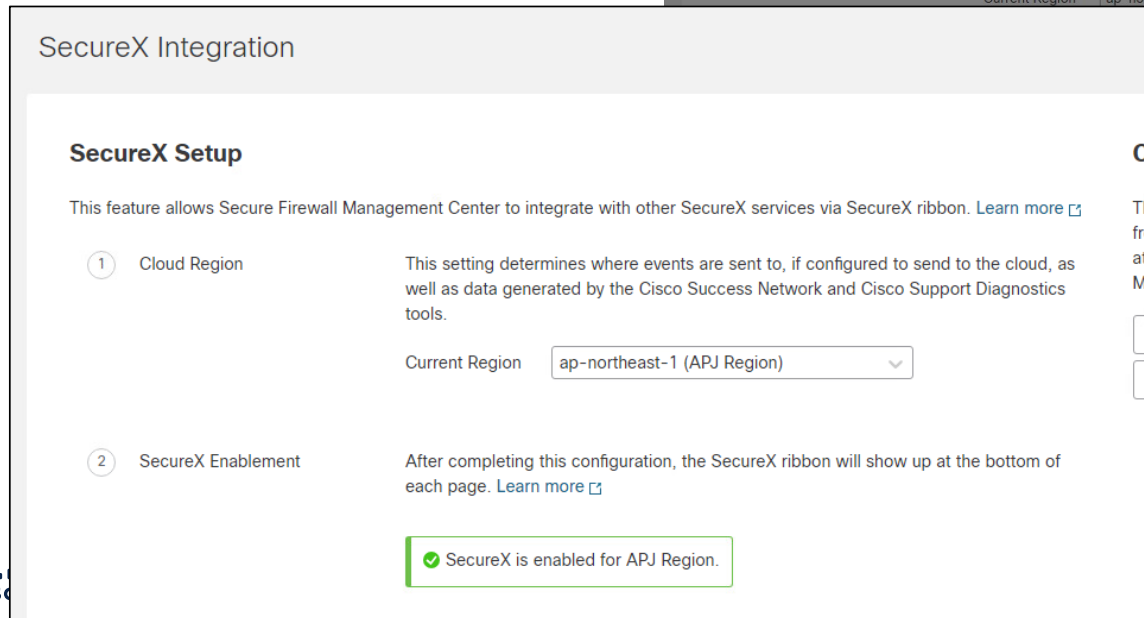 Current Region
SecureX Integration
SecureX Setup
This feature allows Secure Firewall Management Center to integrate with other SecureX services via SecureX ribbon. Learn more
1 Cloud Region
This setting determines where events are sent to, if configured to send to the cloud, as
well as data generated by the Cisco Success Network and Cisco Support Diagnostics
tools.
Current Region ap-northeast-1 (APJ Region)
2 SecureX Enablement
After completing this configuration, the SecureX ribbon will show up at the bottom of
each page. Learn more
SecureX is enabled for APJ Region.